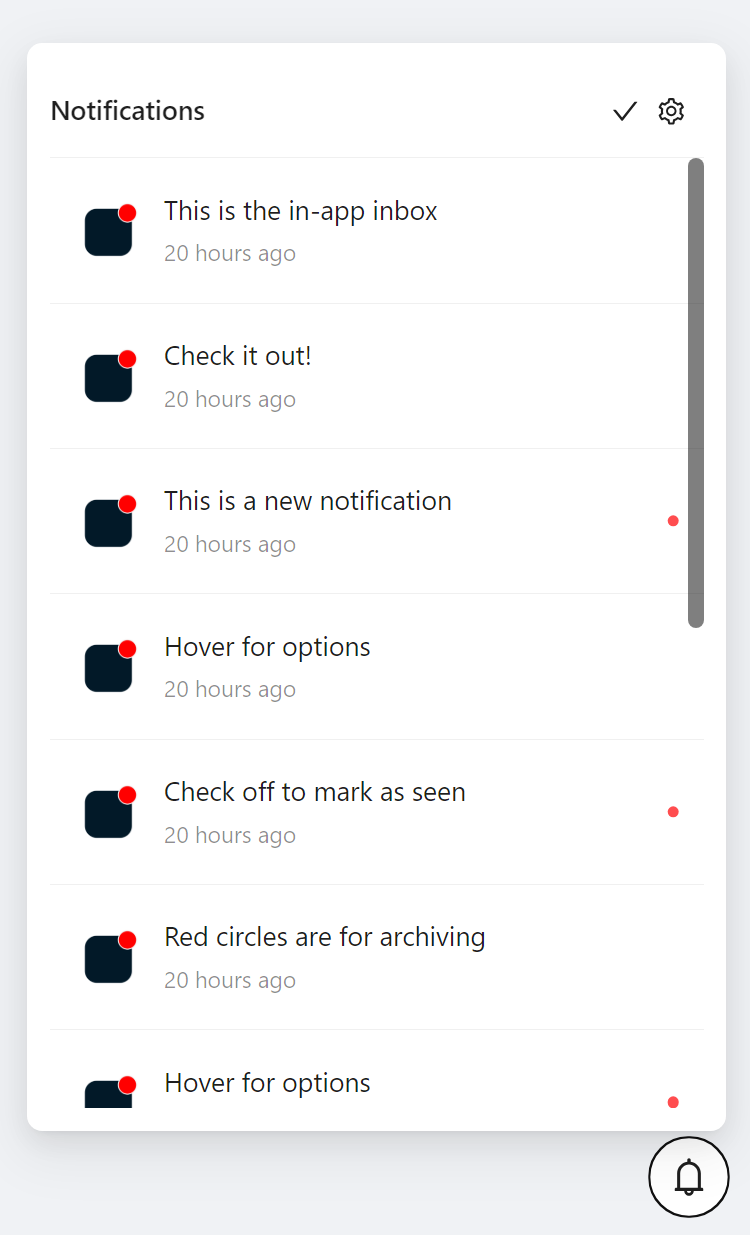 Notifications
This is the in-app inbox
20 hours ago
Check it out!
20 hours ago
This is a new notification
20 hours ago
Hover for options
20 hours ago
Check off to mark as seen
20 hours ago
Red circles are for archiving
20 hours ago
Hover for options